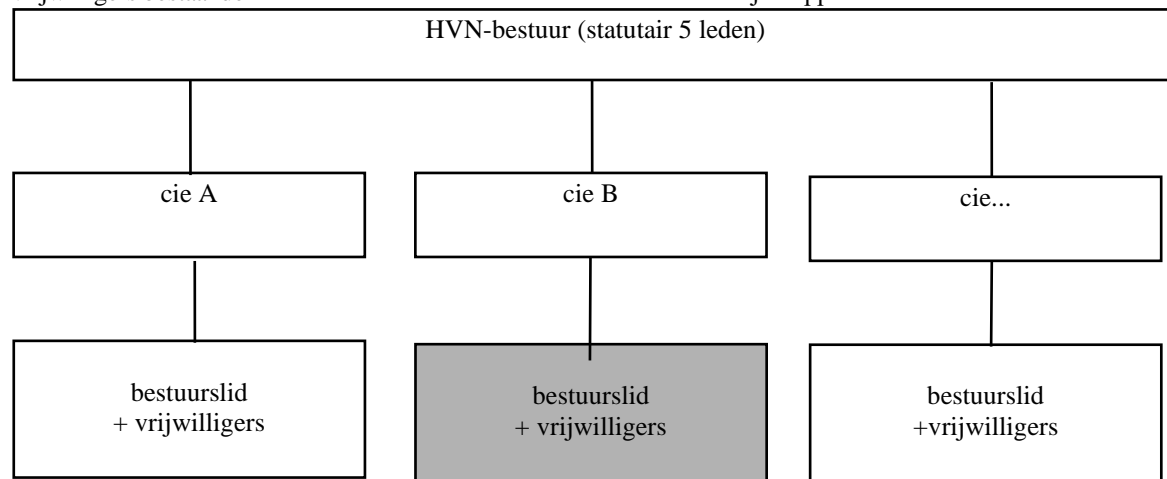 HVN-bestuur (statutair 5 leden)
cie A
cie B
cie...
bestuurslid
+ vrijwilligers
bestuurslid
+ vrijwilligers
bestuurslid
+vrijwilligers